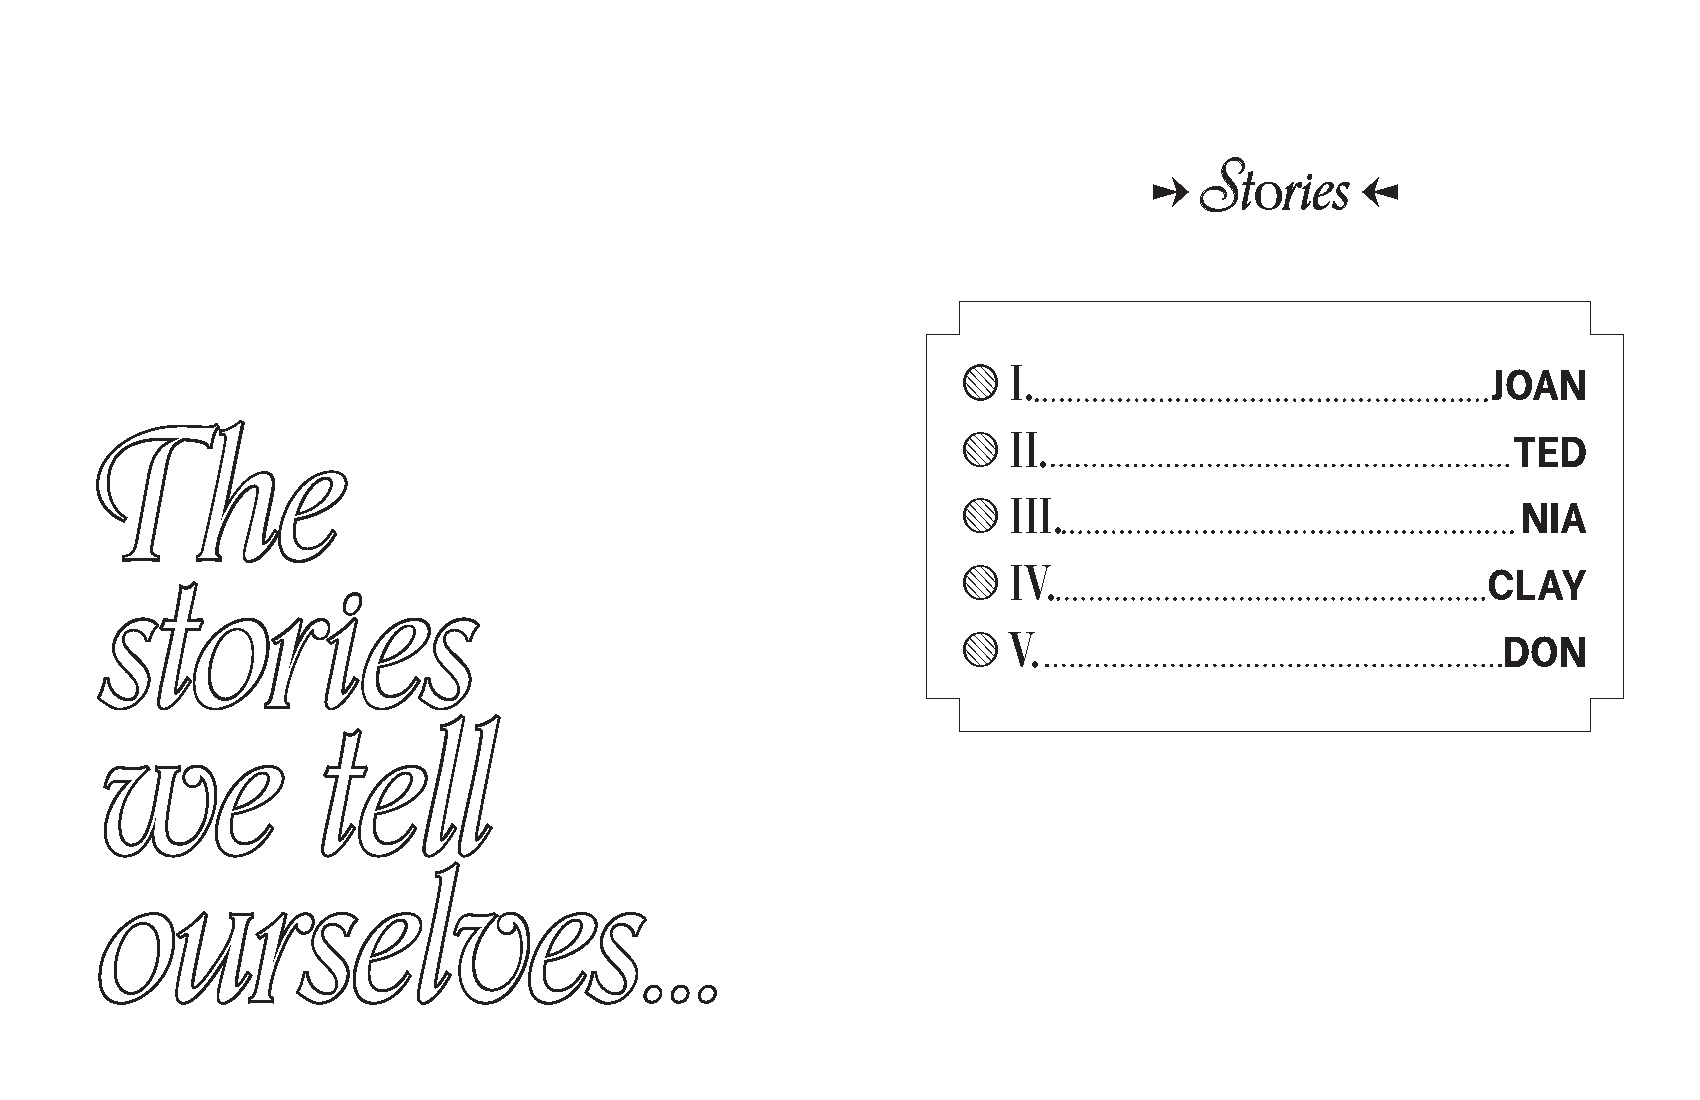 The
stories
we tell
ourselves...
Stories
I. JOAN
II. TED
III. NIA
IV. CLAY
V. DON